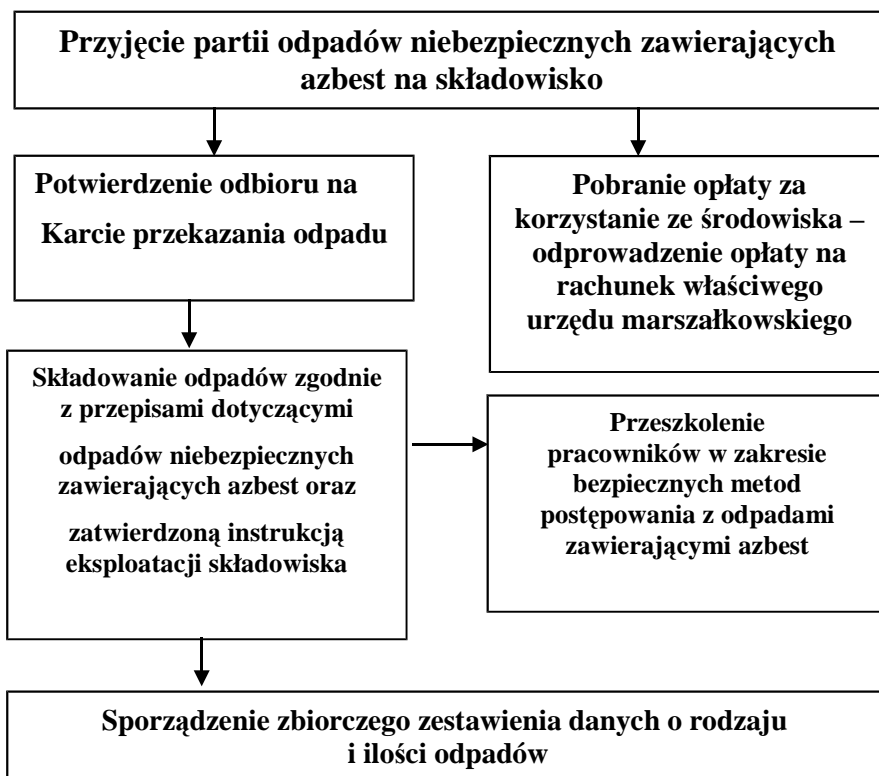 Przyjęcie partii odpadów niebezpiecznych zawierających
azbest na składowisko
Potwierdzenie odbioru na
Karcie przekazania odpadu
Pobranie opłaty za
korzystanie ze środowiska –
odprowadzenie opłaty na
rachunek właściwego
urzędu marszałkowskiego
Składowanie odpadów zgodnie
z przepisami dotyczącymi
odpadów niebezpiecznych
zawierających azbest oraz
zatwierdzoną instrukcją
eksploatacji składowiska
Przeszkolenie
pracowników w zakresie
bezpiecznych metod
postępowania z odpadami
zawierającymi azbest
Sporządzenie zbiorczego zestawienia danych o rodzaju
i ilości odpadów